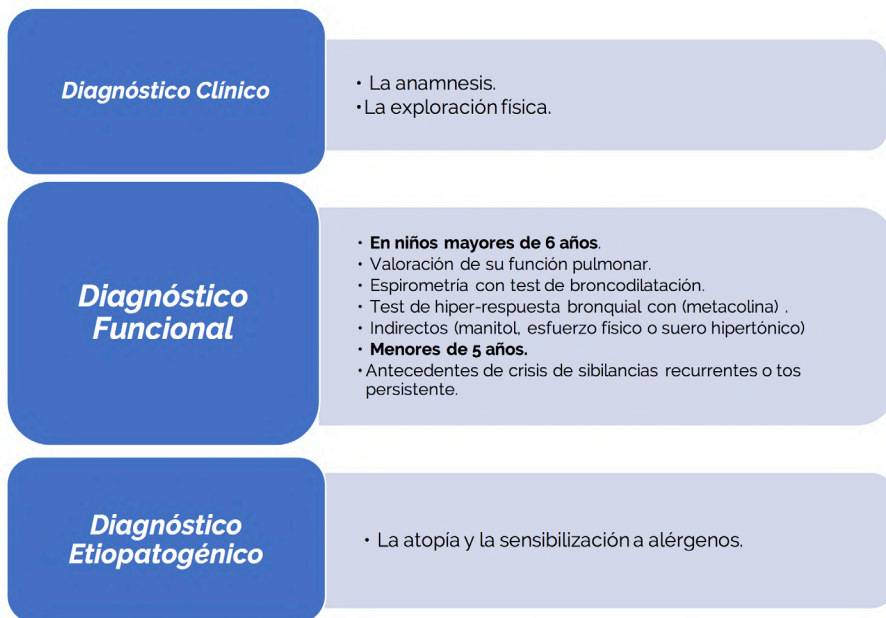 Diagnóstico Clínico
• La anamnesis.
• La exploración física.
Diagnóstico
Funcional
• En niños mayores de 6 años.
• Valoración de su función pulmonar.
• Espirometría con test de broncodilatación.
• Test de hiper-respuesta bronquial con (metacolina) .
• Indirectos (manitol, esfuerzo físico o suero hipertónico)
• Menores de 5 años.
• Antecedentes de crisis de sibilancias recurrentes o tos
persistente.
Diagnóstico
Etiopatogénico
• La atopía y la sensibilización a alérgenos.